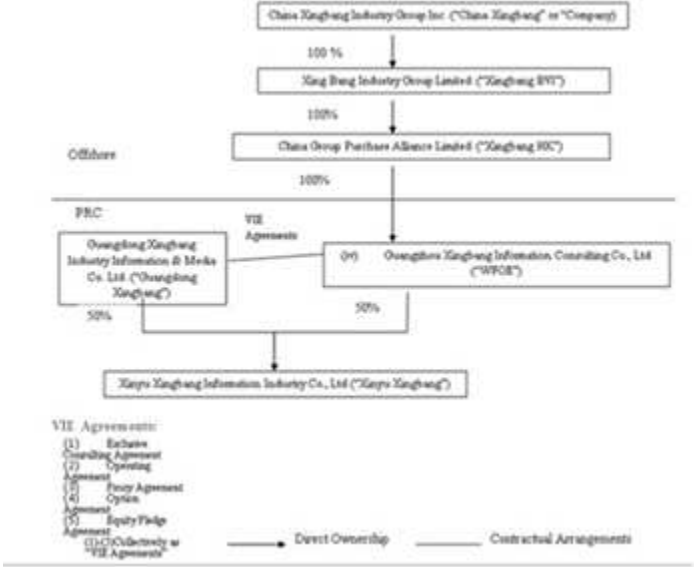 China Xingbang Industry Group Inc. ("China Xingbang" or "Company)
100 %
Xing Bang Industry Group Limited ("Xingbang BVI")
100%
China Group Purchase Alliance Limited ("Xingbang HK")
Offshore
100%
PRC
VIE
Agreements
Guangdong Xingbang
Industry Information & Media
Co. Ltd. ("Guangdong
Xingbang")
Guangzhou Xingbang Information Consulting Co., Ltd
("WFOE")
50%
50%
Xinyu Xingbang Information Industry Co., Ltd ("Xinyu Xingbang")
VIE Agreements:
(1) Exclusive
Consulting Agreement
(2) Operating
Agreement
(3) Proxy Agreement
(4) Option
Agreement
(5) Equity Pledge
Agreement
Collectively as
"VIE Agreements"
Direct Ownership
Contractual Arrangements